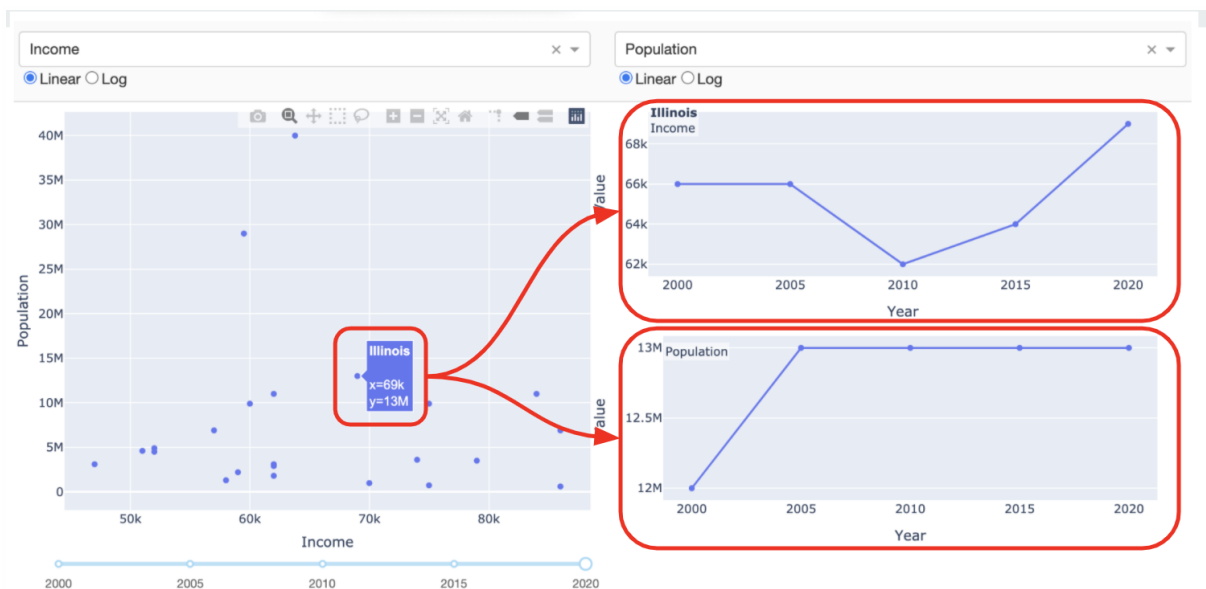 Income
Population
Linear Log
Linear Log
40M
35M
30M
25M
20M
15M
10M
5M
0
Population
Illinois
x=69k
y=13M
50k 60k 70k 80k
Income
2000 2005 2010 2015 2020
Illinois
Income
68k
66k
64k
62k
2000 2005 2010 2015 2020
Year
Population
13M
12.5M
12M
2000 2005 2010 2015 2020
Year